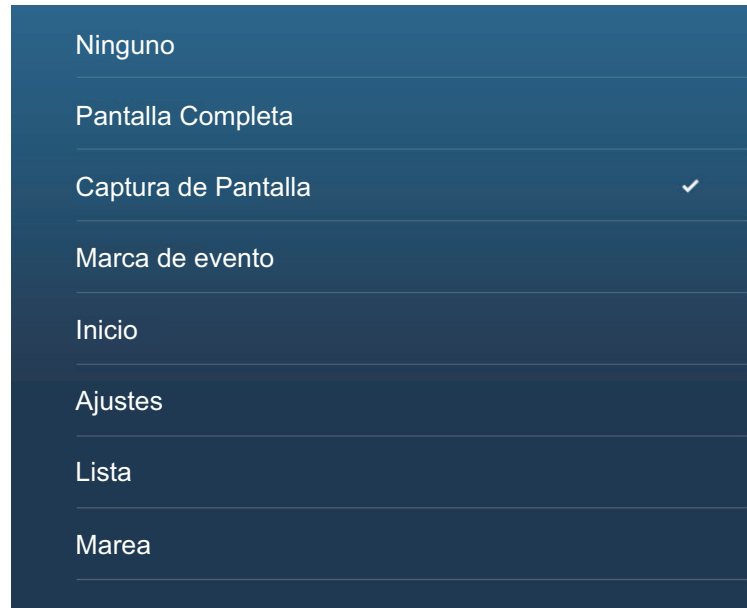 Ninguno
Pantalla Completa
Captura de Pantalla
Marca de evento
Inicio
Ajustes
Lista
Marea